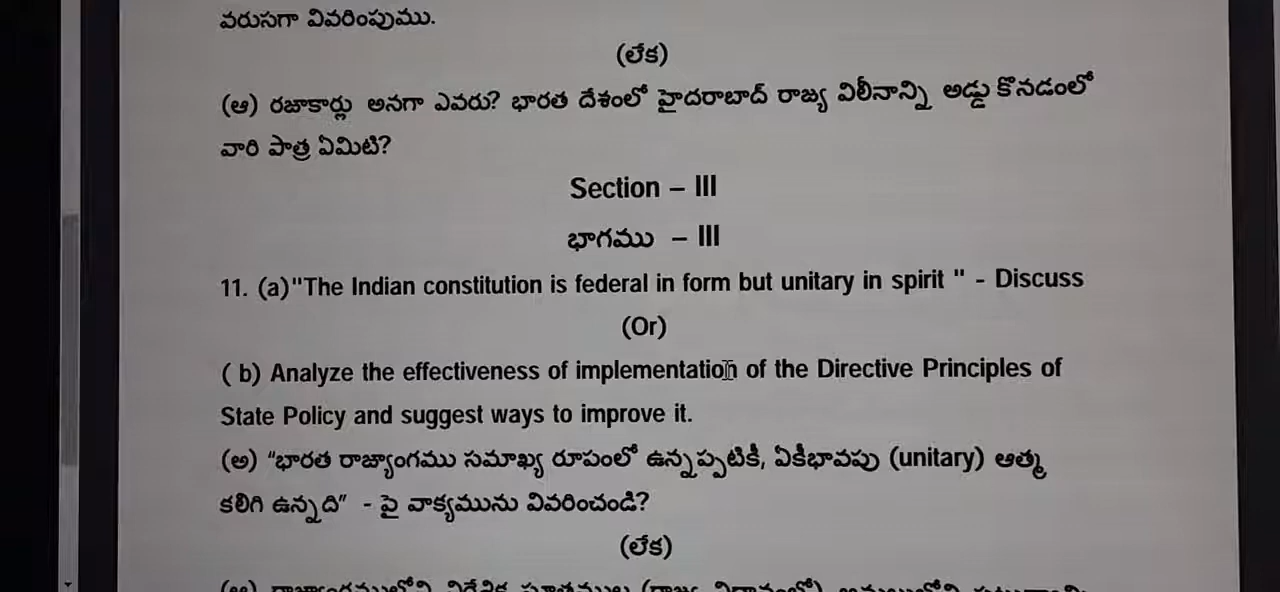 వరుసగా వివరింపుము.
(లేక)
(ఆ) రజాకార్లు అనగా ఎవరు? భారత దేశంలో హైదరాబాద్ రాజ్య విలీనాన్ని అడ్డు కొనడంలో
వారి పాత్ర ఏమిటి?
Section – III
భాగము – III
11. (a)"The Indian constitution is federal in form but unitary in spirit " - Discuss
(Or)
( b) Analyze the effectiveness of implementation of the Directive Principles of
State Policy and suggest ways to improve it.
(అ) "భారత రాజ్యాంగము సమాఖ్య రూపంలో ఉన్నప్పటికీ, ఏకీభావపు (unitary) ఆత్మ
కలిగి ఉన్నది" - పై వాక్యమును వివరించండి?
(లేక)